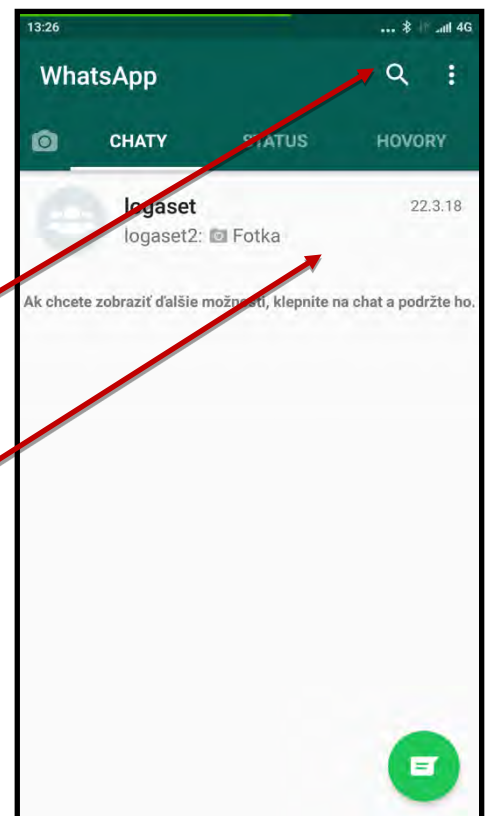 13:26 ... 4G
WhatsApp
CHATY STATUS HOVORY
logaset 22.3.18
logaset2: Fotka
Ak chcete zobraziť ďalšie možnosti, klepnite na chat a podržte ho.